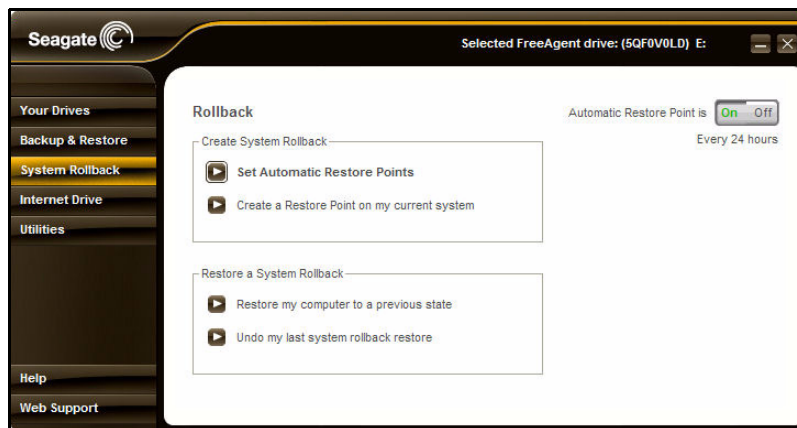 Seagate
Selected FreeAgent drive: (5QF0V0LD) E:
Your Drives
Backup & Restore
System Rollback
Internet Drive
Utilities
Help
Web Support
Rollback
Automatic Restore Point is On Off
Every 24 hours
Create System Rollback
Set Automatic Restore Points
Create a Restore Point on my current system
Restore a System Rollback
Restore my computer to a previous state
Undo my last system rollback restore